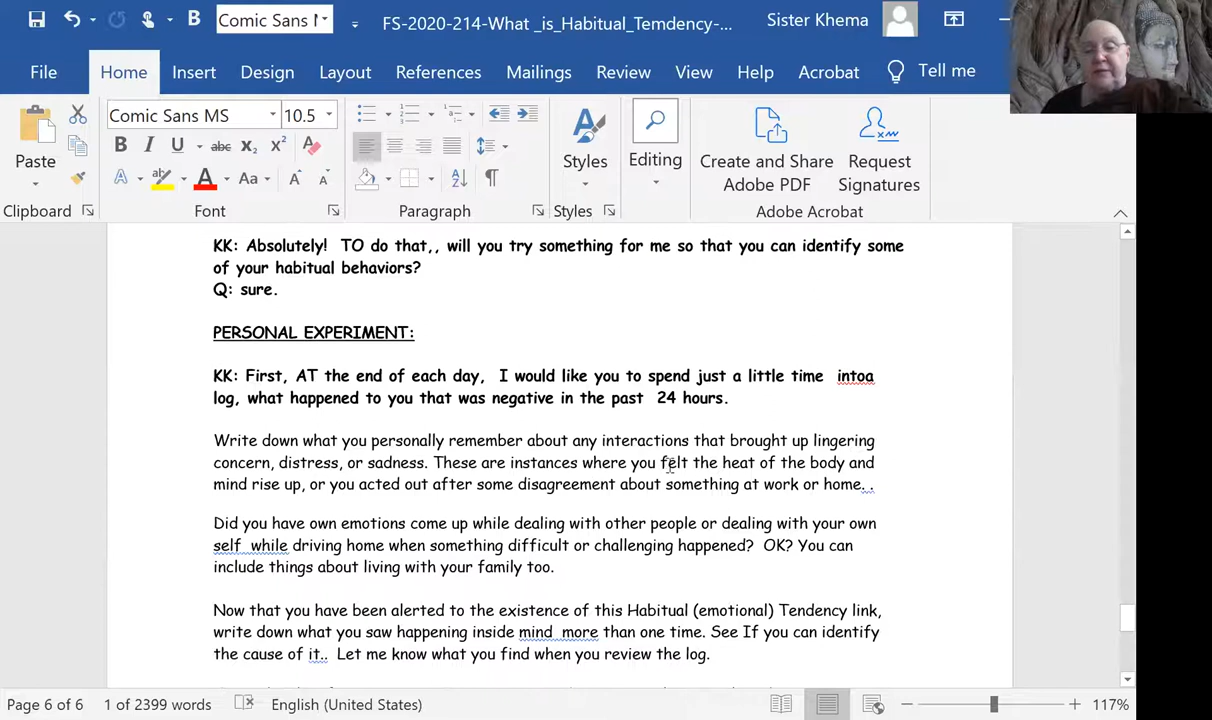 Comic Sans M
FS-2020-214-What _is_Habitual_Temdency-...
Sister Khema
File
Home
Insert
Design
Layout
References
Mailings
Review
View
Help
Acrobat
Tell me
Paste
Clipboard
Comic Sans MS
10.5
Font
Paragraph
Styles
Styles
Editing
Create and Share
Adobe PDF
Request
Signatures
Adobe Acrobat
KK: Absolutely! TO do that,, will you try something for me so that you can identify some
of your habitual behaviors?
Q: sure.
PERSONAL EXPERIMENT:
KK: First, AT the end of each day, I would like you to spend just a little time intoa
log, what happened to you that was negative in the past 24 hours.
Write down what you personally remember about any interactions that brought up lingering
concern, distress, or sadness. These are instances where you felt the heat of the body and
mind rise up, or you acted out after some disagreement about something at work or home. .
Did you have own emotions come up while dealing with other people or dealing with your own
self while driving home when something difficult or challenging happened? OK? You can
include things about living with your family too.
Now that you have been alerted to the existence of this Habitual (emotional) Tendency link,
write down what you saw happening inside mind more than one time. See If you can identify
the cause of it.. Let me know what you find when you review the log.
Page 6 of 6
1 of 2399 words
English (United States)
117%